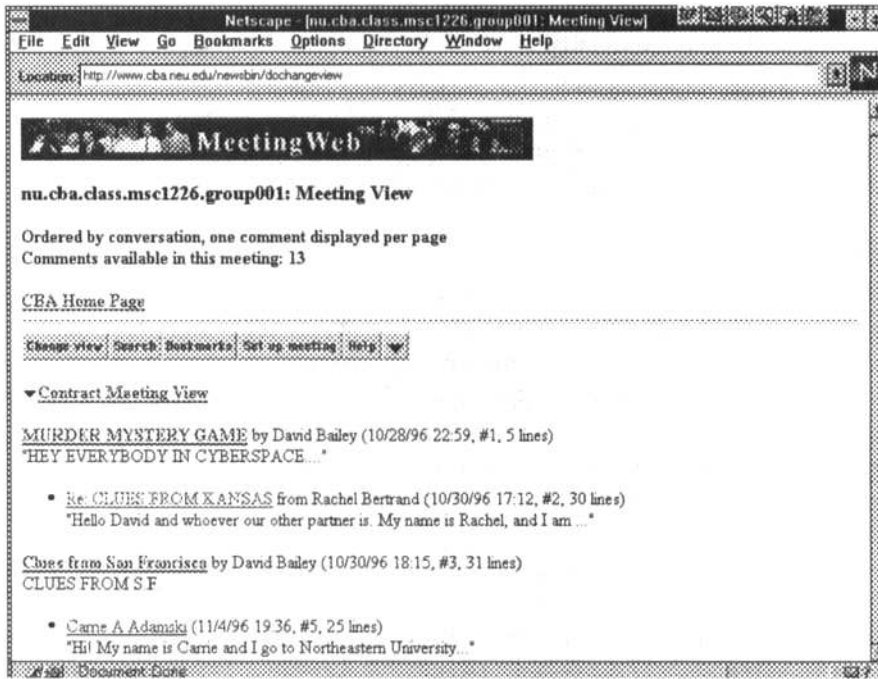 Netscape - [nu.cba.class.msc1226.group001: Meeting View]
File Edit View Go Bookmarks Options Directory Window Help
Location: http://www.cba.neu.edu/newsbin/dochangeview
N
MeetingWeb™
nu.cba.class.msc1226.group001: Meeting View
Ordered by conversation, one comment displayed per page
Comments available in this meeting: 13
CBA Home Page
Change view Search Bookmarks Set up meeting Help
Contract Meeting View
MURDER MYSTERY GAME by David Bailey (10/28/96 22:59, #1, 5 lines)
"HEY EVERYBODY IN CYBERSPACE...."
• Re: CLUES FROM KANSAS from Rachel Bertrand (10/30/96 17:12, #2, 30 lines)
"Hello David and whoever our other partner is. My name is Rachel, and I am ..."
Clues from San Francisco by David Bailey (10/30/96 18:15, #3, 31 lines)
CLUES FROM S F
• Carrie A Adamski (11/4/96 19:36, #5, 25 lines)
"Hi! My name is Carrie and I go to Northeastern University..."
Document: Done